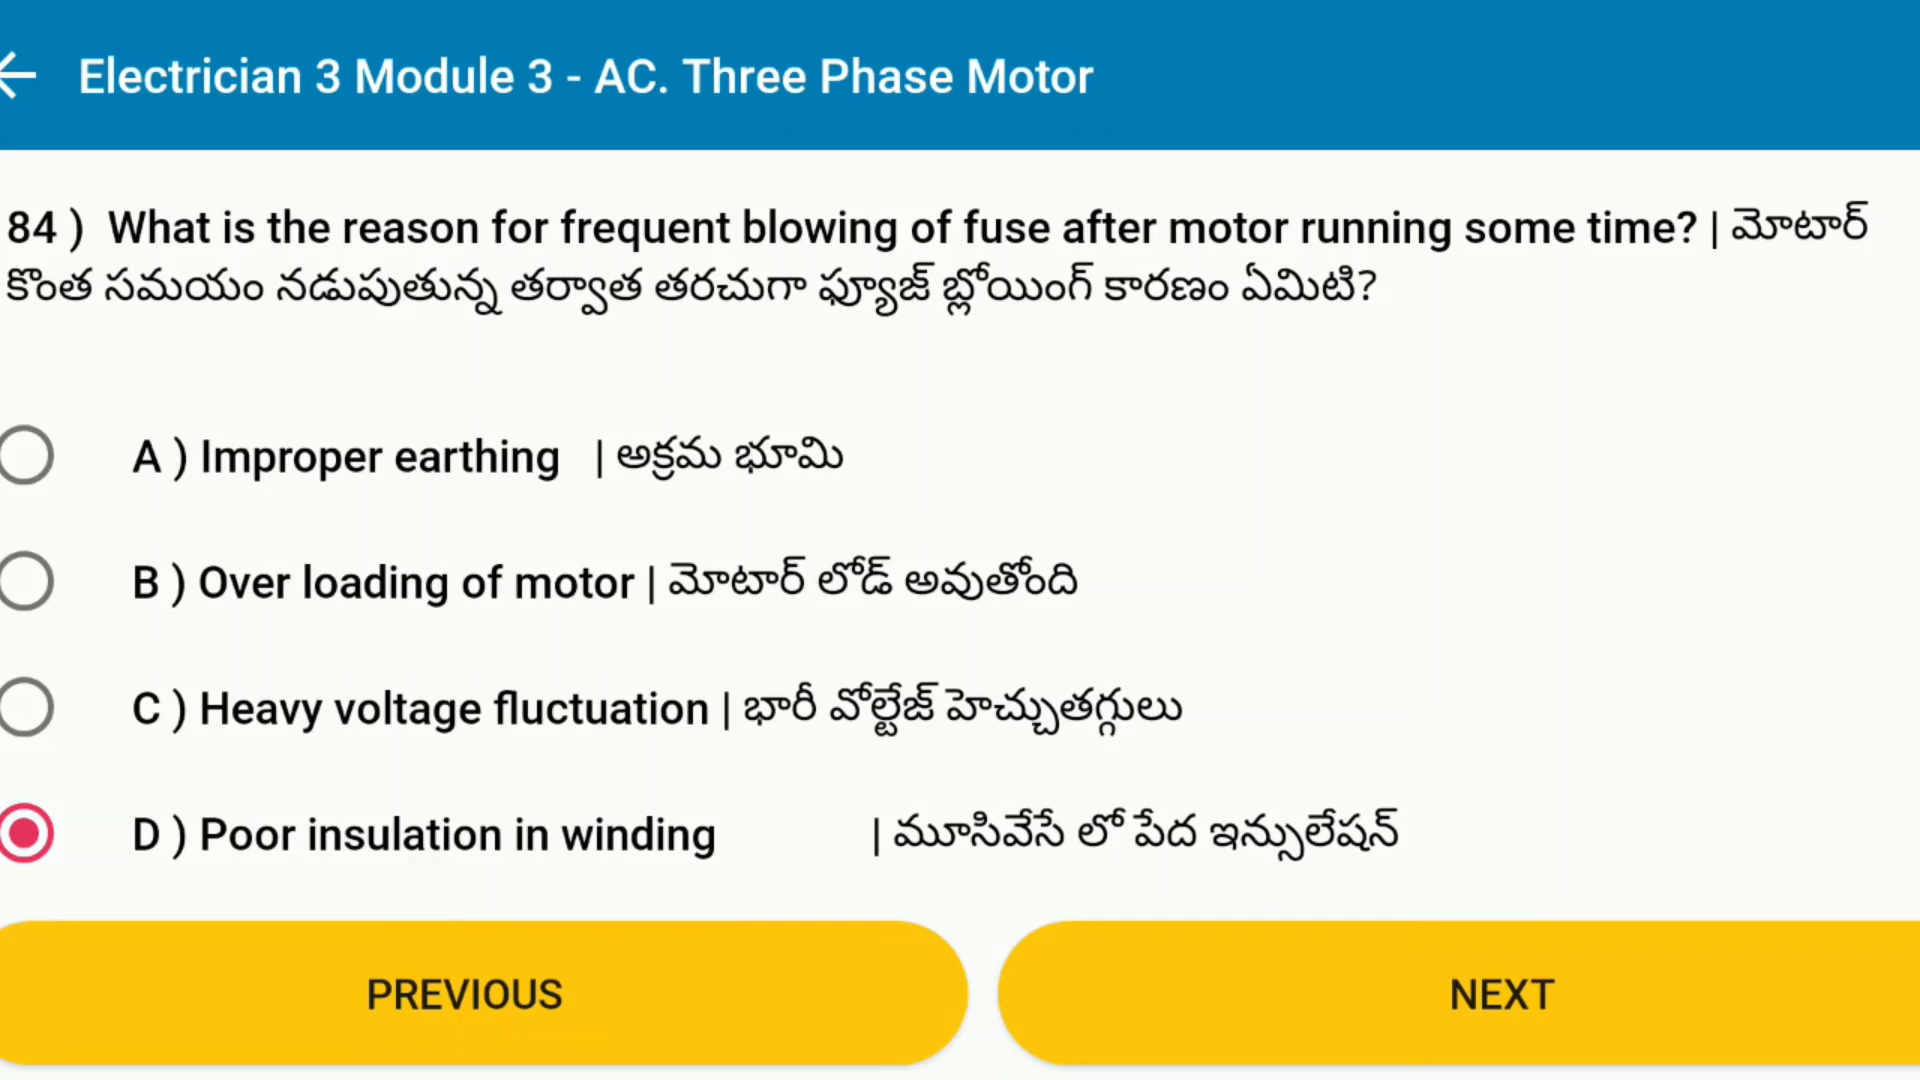 Electrician 3 Module 3 - AC. Three Phase Motor
84 ) What is the reason for frequent blowing of fuse after motor running some time? | మోటార్
కొంత సమయం నడుపుతున్న తర్వాత తరచుగా ఫ్యూజ్ బ్లోయింగ్ కారణం ఏమిటి?
A ) Improper earthing | అక్రమ భూమి
B ) Over loading of motor | మోటార్ లోడ్ అవుతోంది
C ) Heavy voltage fluctuation | భారీ వోల్టేజ్ హెచ్చుతగ్గులు
D ) Poor insulation in winding | మూసివేసే లో పేద ఇన్సులేషన్
PREVIOUS
NEXT